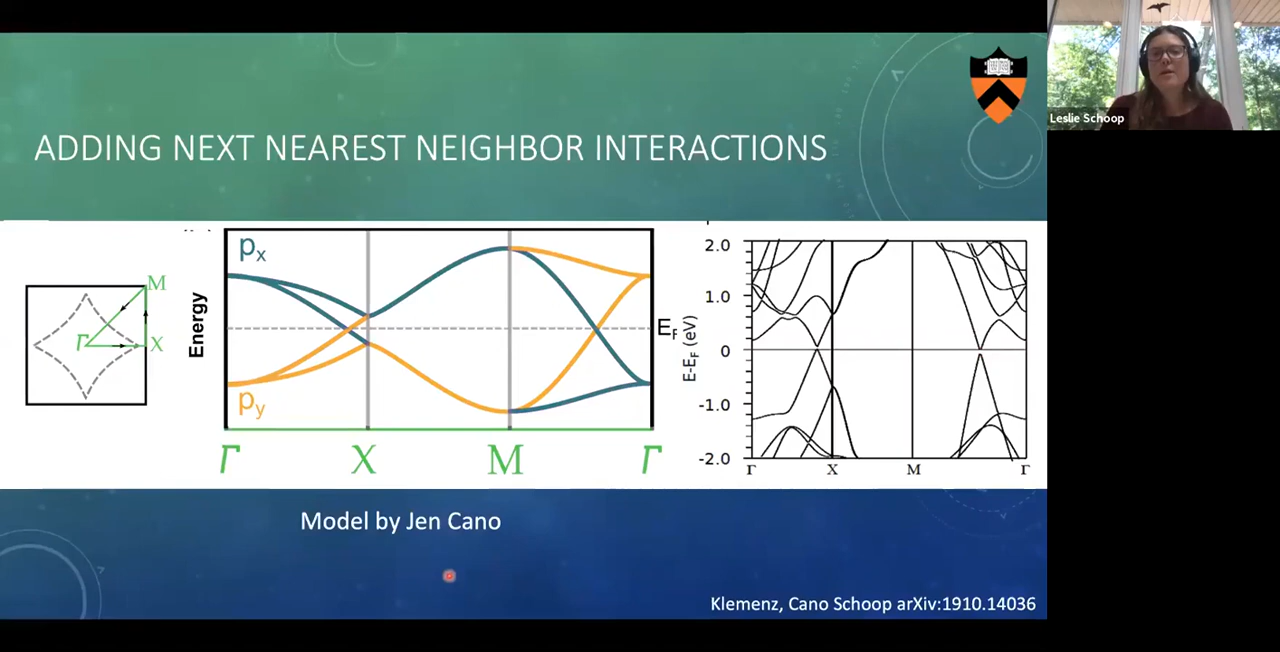 ADDING NEXT NEAREST NEIGHBOR INTERACTIONS
Leslie Schoop
M
Γ
X
Energy
px
py
EF
Γ X M Γ
E-EF (eV)
2.0
1.0
0
-1.0
-2.0
Γ X M Γ
Model by Jen Cano
Klemenz, Cano Schoop arXiv:1910.14036